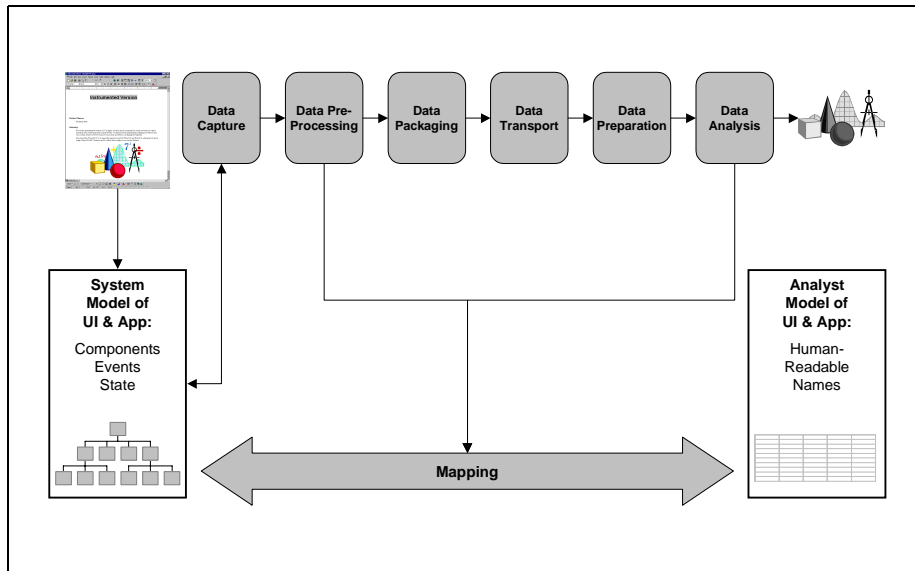 Instrumented Version
Data
Capture
Data Pre-
Processing
Data
Packaging
Data
Transport
Data
Preparation
Data
Analysis
System
Model of
UI & App:
Components
Events
State
Analyst
Model of
UI & App:
Human-
Readable
Names
Mapping